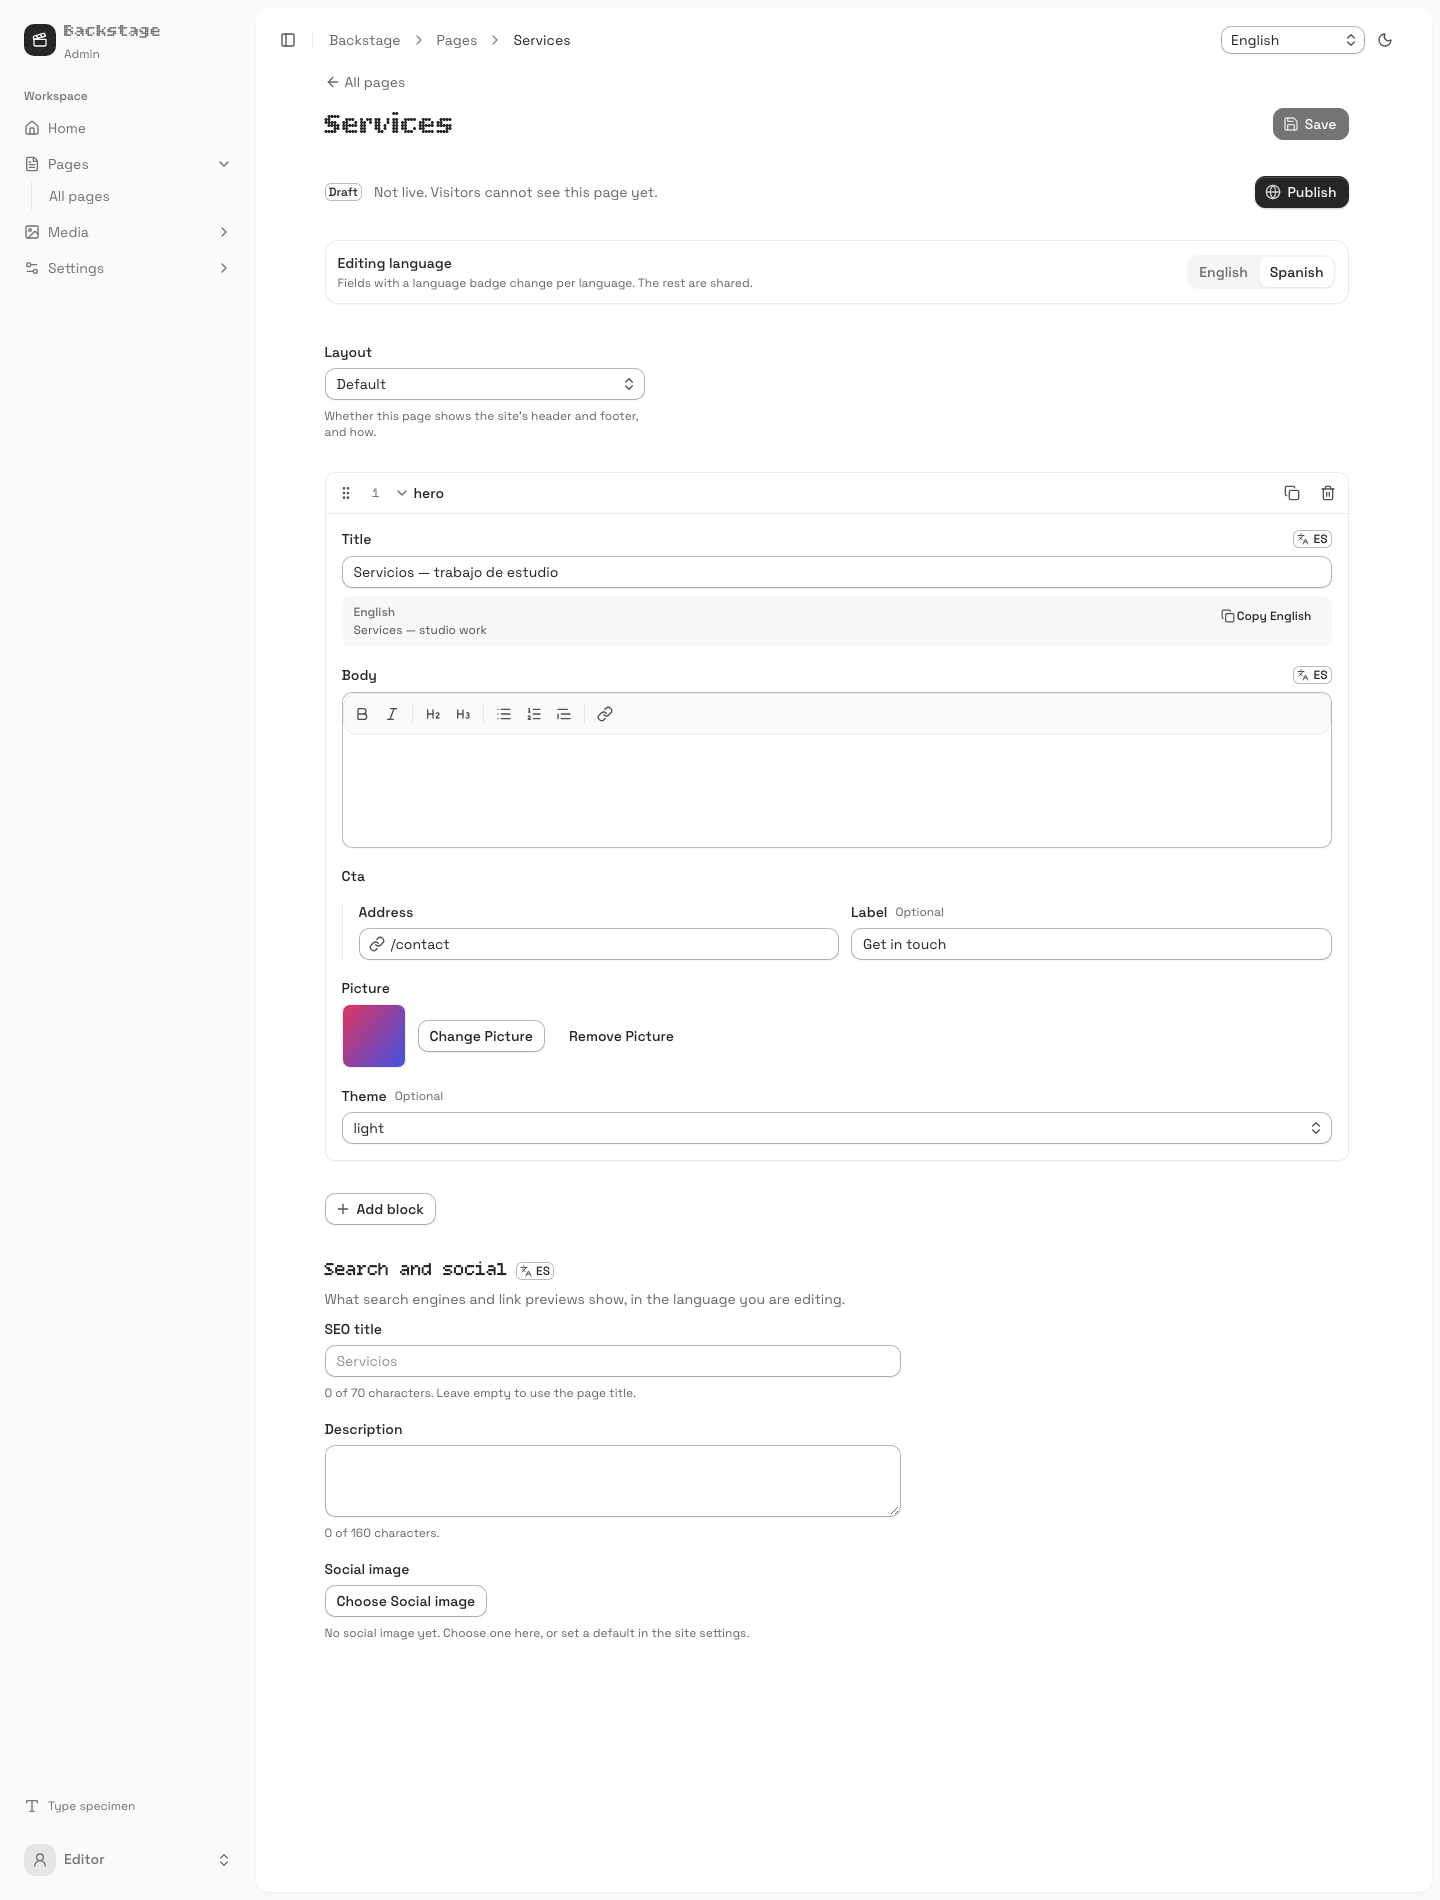 Backstage
Admin
Workspace
Home
Pages
All pages
Media
Settings
Type specimen
Editor
Backstage
Pages
Services
English
All pages
Services
Save
Draft
Not live. Visitors cannot see this page yet.
Publish
Editing language
Fields with a language badge change per language. The rest are shared.
English
Spanish
Layout
Default
Whether this page shows the site's header and footer,
and how.
1
hero
Title
ES
Servicios — trabajo de estudio
English
Services — studio work
Copy English
Body
ES
B
I
H2
H3
Cta
Address
Label Optional
/contact
Get in touch
Picture
Change Picture
Remove Picture
Theme Optional
light
Add block
Search and social
ES
What search engines and link previews show, in the language you are editing.
SEO title
Servicios
0 of 70 characters. Leave empty to use the page title.
Description
0 of 160 characters.
Social image
Choose Social image
No social image yet. Choose one here, or set a default in the site settings.